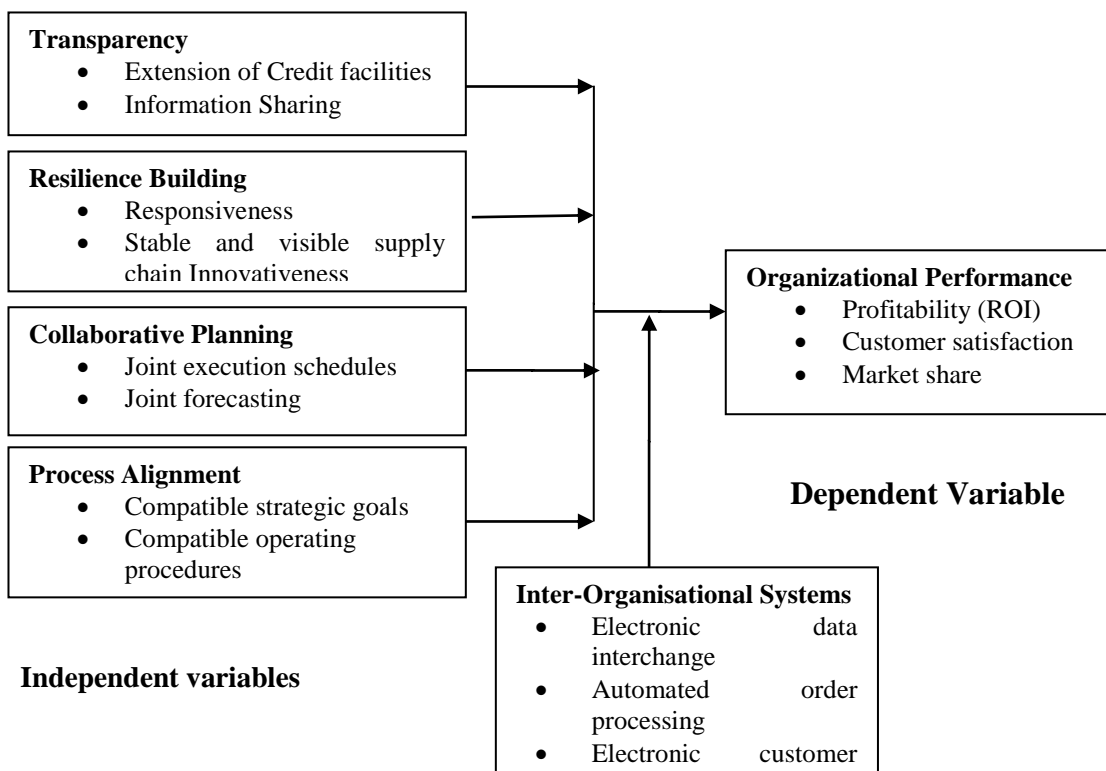 Transparency
• Extension of Credit facilities
• Information Sharing
Resilience Building
• Responsiveness
• Stable and visible supply
chain Innovativeness
Collaborative Planning
• Joint execution schedules
• Joint forecasting
Process Alignment
• Compatible strategic goals
• Compatible operating
procedures
Independent variables
Organizational Performance
• Profitability (ROI)
• Customer satisfaction
• Market share
Dependent Variable
Inter-Organisational Systems
• Electronic data
interchange
• Automated order
processing
• Electronic customer